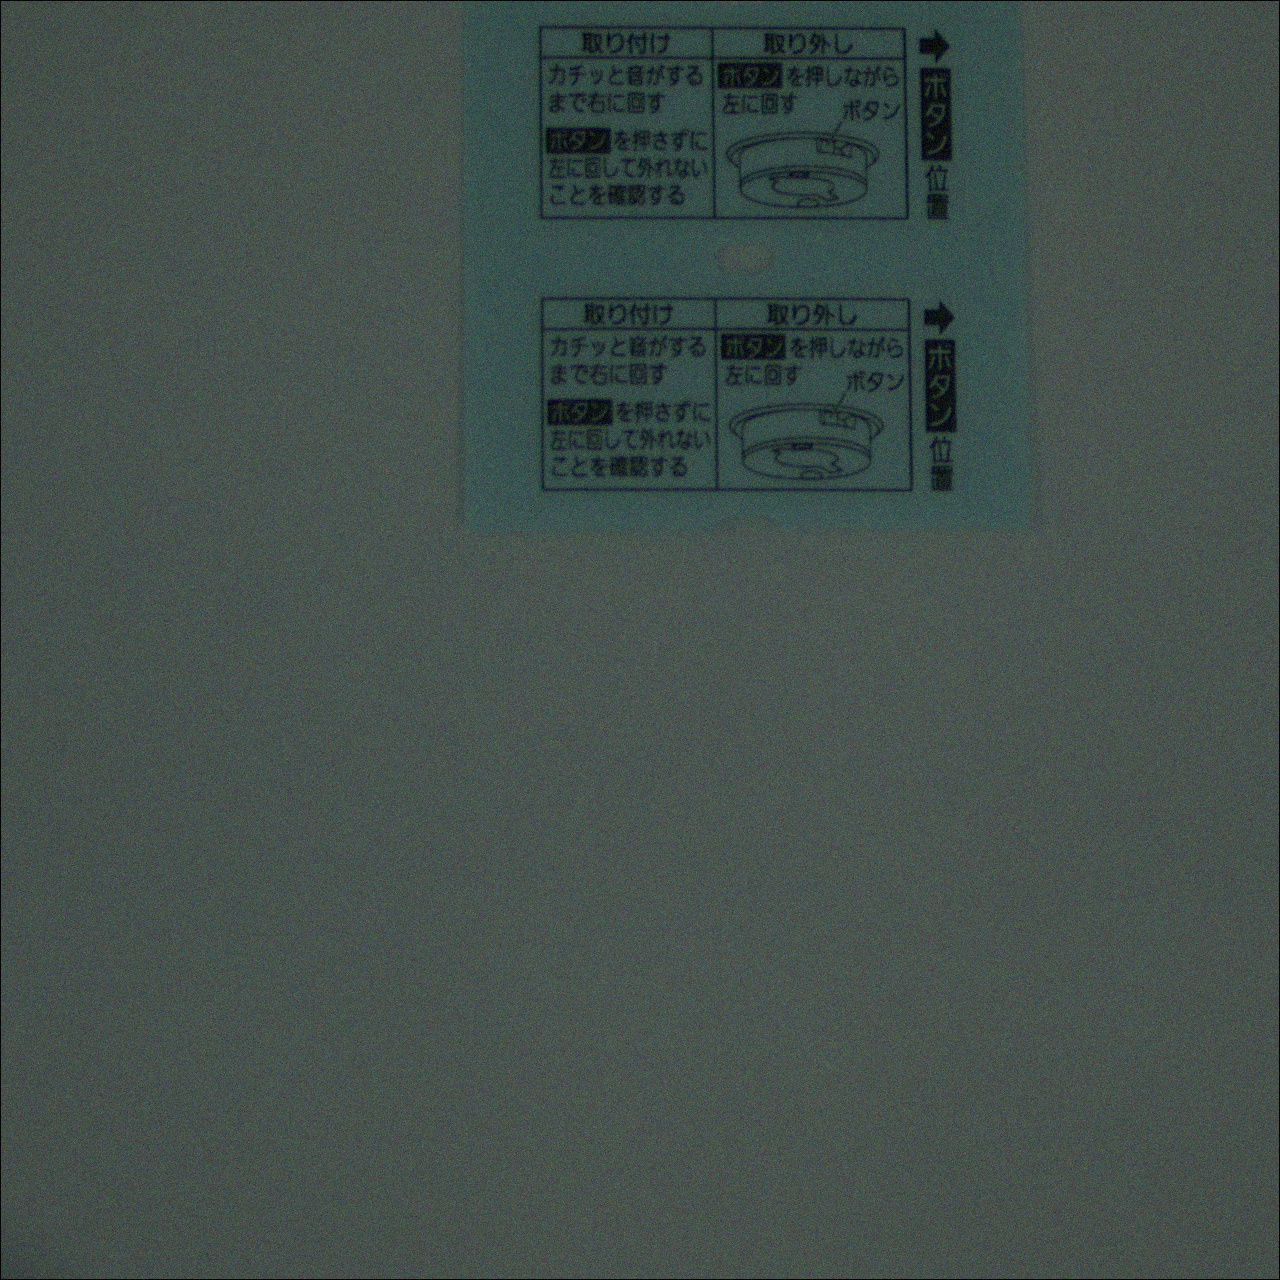 取り付け
カチッと音がする
まで右に回す
ボタンを押さずに
左に回して外れない
ことを確認する
取り外し
ボタンを押しながら
左に回す
ボタン
➡ボタン位置
取り付け
カチッと音がする
まで右に回す
ボタンを押さずに
左に回して外れない
ことを確認する
取り外し
ボタンを押しながら
左に回す
ボタン
➡ボタン位置